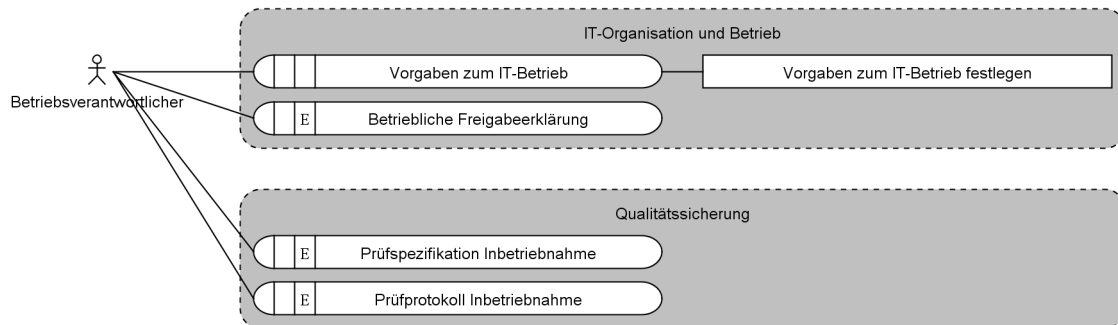 IT-Organisation und Betrieb
Betriebsverantwortlicher
Vorgaben zum IT-Betrieb
Vorgaben zum IT-Betrieb festlegen
E Betriebliche Freigabeerklärung
Qualitätssicherung
E Prüfspezifikation Inbetriebnahme
E Prüfprotokoll Inbetriebnahme